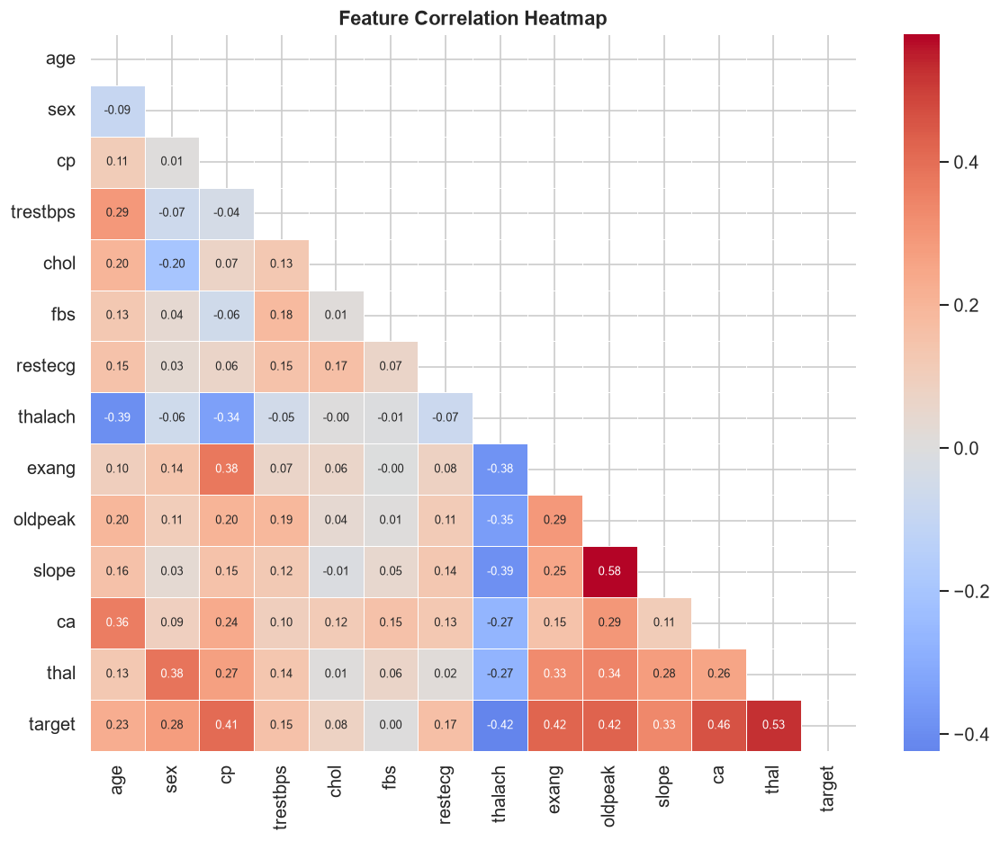 Feature Correlation Heatmap
age
sex -0.09
cp 0.11 0.01
trestbps 0.29 -0.07 -0.04
chol 0.20 -0.20 0.07 0.13
fbs 0.13 0.04 -0.06 0.18 0.01
restecg 0.15 0.03 0.06 0.15 0.17 0.07
thalach -0.39 -0.06 -0.34 -0.05 -0.00 -0.01 -0.07
exang 0.10 0.14 0.38 0.07 0.06 -0.00 0.08 -0.38
oldpeak 0.20 0.11 0.20 0.19 0.04 0.01 0.11 -0.35 0.29
slope 0.16 0.03 0.15 0.12 -0.01 0.05 0.14 -0.39 0.25 0.58
ca 0.36 0.09 0.24 0.10 0.12 0.15 0.13 -0.27 0.15 0.29 0.11
thal 0.13 0.38 0.27 0.14 0.01 0.06 0.02 -0.27 0.33 0.34 0.28 0.26
target 0.23 0.28 0.41 0.15 0.08 0.00 0.17 -0.42 0.42 0.42 0.33 0.46 0.53
age sex cp trestbps chol fbs restecg thalach exang oldpeak slope ca thal target
0.4
0.2
0.0
−0.2
−0.4